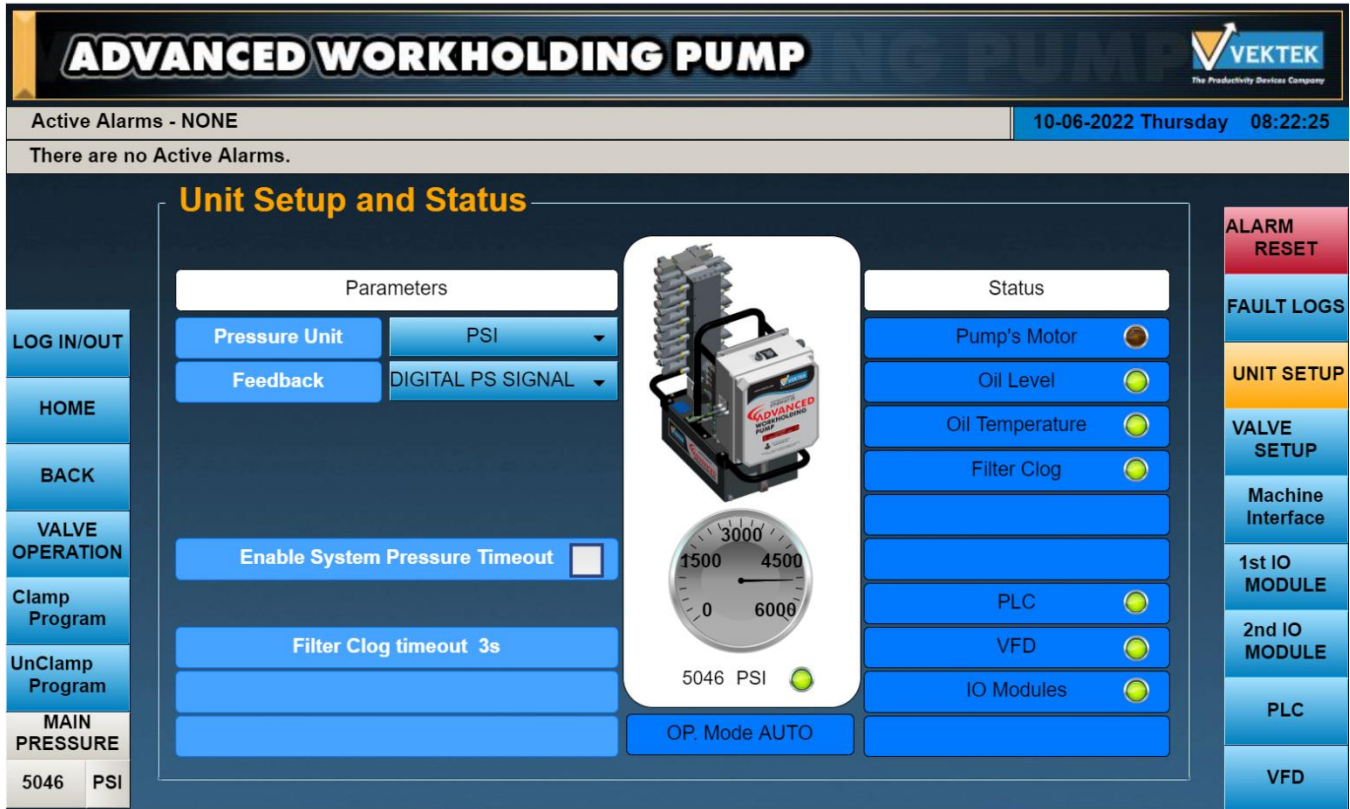 ADVANCED WORKHOLDING PUMP
VEKTEK
The Productivity Devices Company
Active Alarms - NONE
10-06-2022 Thursday 08:22:25
There are no Active Alarms.
Unit Setup and Status
Parameters
Pressure Unit
PSI
Feedback
DIGITAL PS SIGNAL
Enable System Pressure Timeout
Filter Clog timeout 3s
VEKTEK
ADVANCED
WORKHOLDING
PUMP
0
1500
3000
4500
6000
5046 PSI
OP. Mode AUTO
Status
Pump's Motor
Oil Level
Oil Temperature
Filter Clog
PLC
VFD
IO Modules
LOG IN/OUT
HOME
BACK
VALVE
OPERATION
Clamp
Program
UnClamp
Program
MAIN
PRESSURE
5046 PSI
ALARM
RESET
FAULT LOGS
UNIT SETUP
VALVE
SETUP
Machine
Interface
1st IO
MODULE
2nd IO
MODULE
PLC
VFD